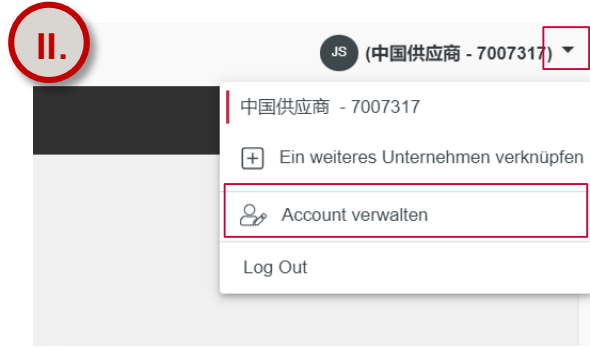 II.
JS (中国供应商 - 7007317)
中国供应商 - 7007317
Ein weiteres Unternehmen verknüpfen
Account verwalten
Log Out